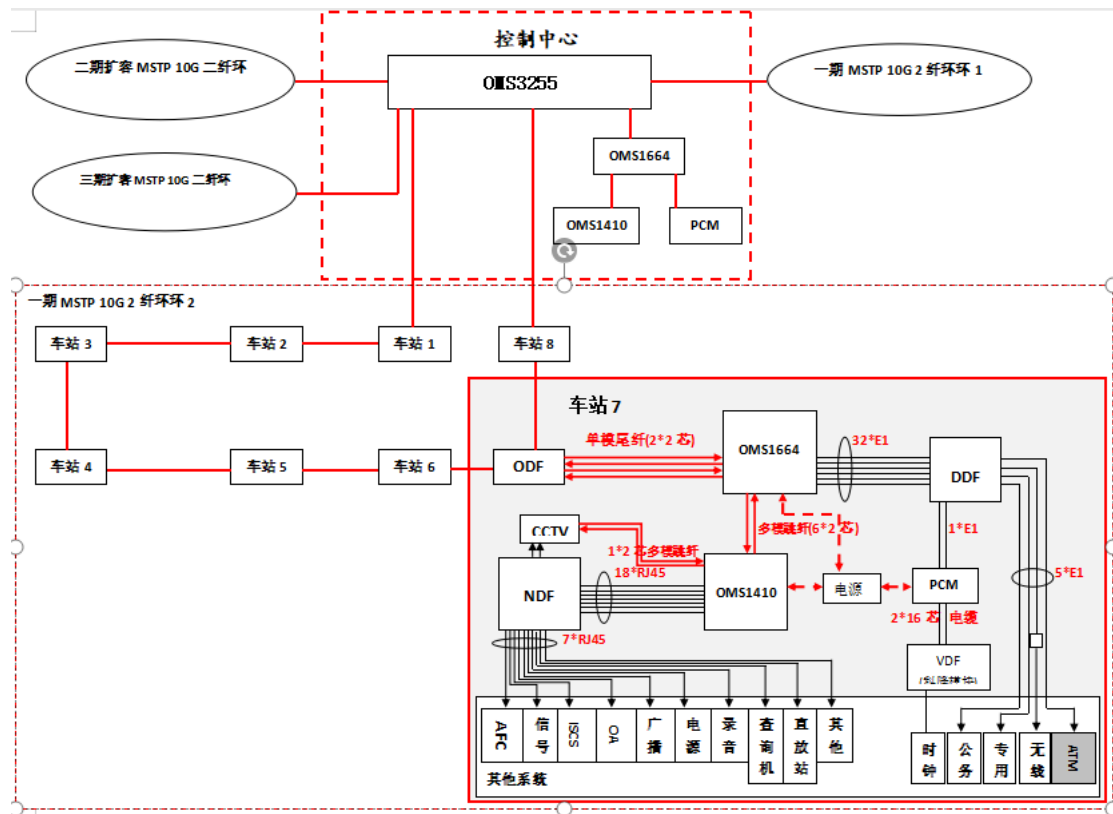 控制中心
二期扩容 MSTP 10G 二纤环
OMS3255
一期 MSTP 10G 2 纤环环 1
OMS1664
三期扩容 MSTP 10G 二纤环
OMS1410
PCM
一期 MSTP 10G 2 纤环环 2
车站 3
车站 2
车站 1
车站 8
车站 7
单模尾纤(2*2 芯)
OMS1664
32*E1
车站 4
车站 5
车站 6
ODF
DDF
CCTV
多模跳纤(6*2 芯)
1*E1
1*2 芯多模跳纤
18*RJ45
NDF
OMS1410
电源
PCM
5*E1
2*16 芯 电缆
7*RJ45
VDF
AFC
信号
ISCS
OA
广播
电源
录音
查询机
直放站
其他
时钟
公务
专用
无线
ATM
其他系统